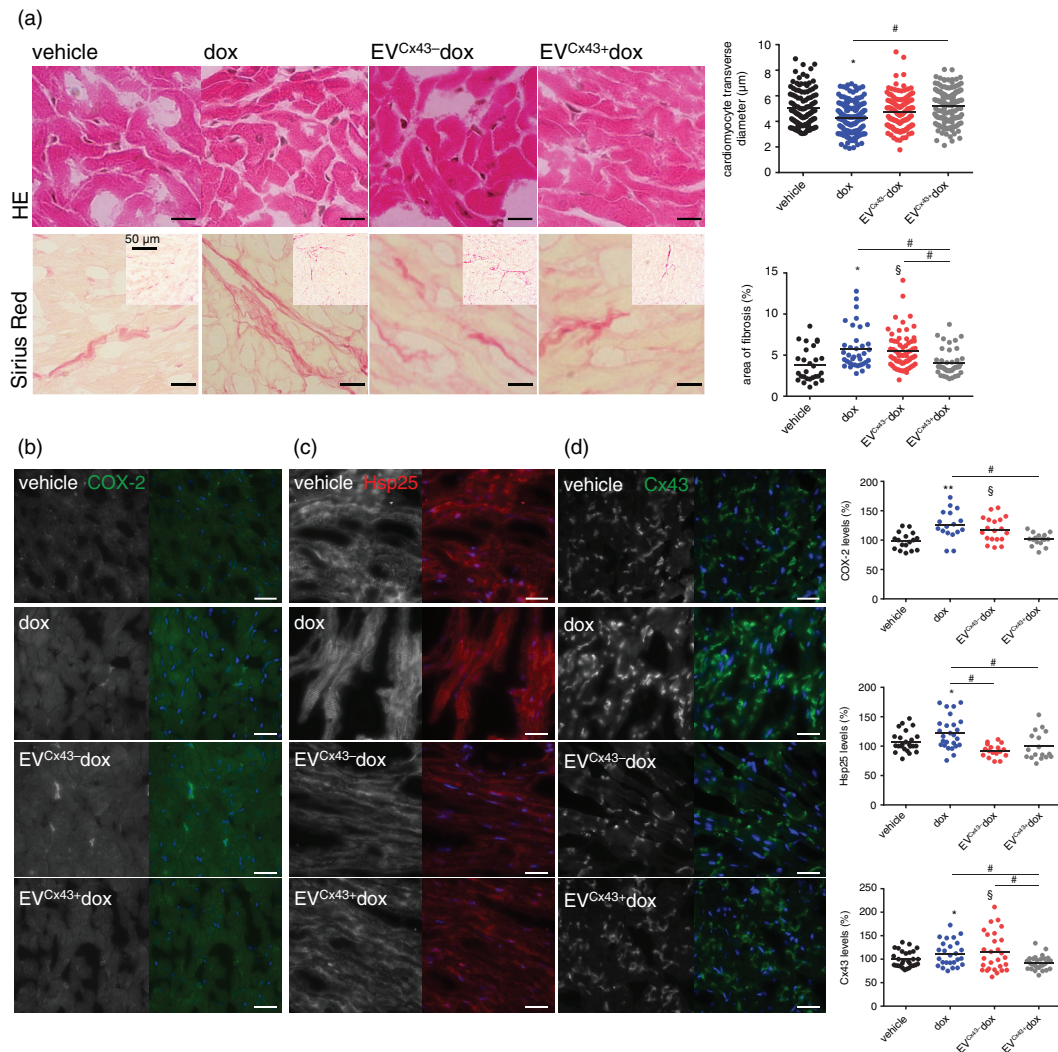 (a)
vehicle
dox
EVCx43–dox
EVCx43+dox
HE
Sirius Red
50 µm
#
*
cardiomyocyte transverse
diameter (µm)
10
8
6
4
2
0
vehicle
dox
EVCx43–dox
EVCx43+dox
#
§
#
*
area of fibrosis (%)
15
10
5
0
vehicle
dox
EVCx43–dox
EVCx43+dox
(b)
vehicle COX-2
dox
EVCx43–dox
EVCx43+dox
(c)
vehicle Hsp25
dox
EVCx43–dox
EVCx43+dox
(d)
vehicle Cx43
dox
EVCx43–dox
EVCx43+dox
#
**
§
COX-2 levels (%)
200
150
100
50
0
vehicle
dox
EVCx43–dox
EVCx43+dox
#
#
*
Hsp25 levels (%)
200
150
100
50
0
vehicle
dox
EVCx43–dox
EVCx43+dox
#
#
§
*
Cx43 levels (%)
250
200
150
100
50
0
vehicle
dox
EVCx43–dox
EVCx43+dox